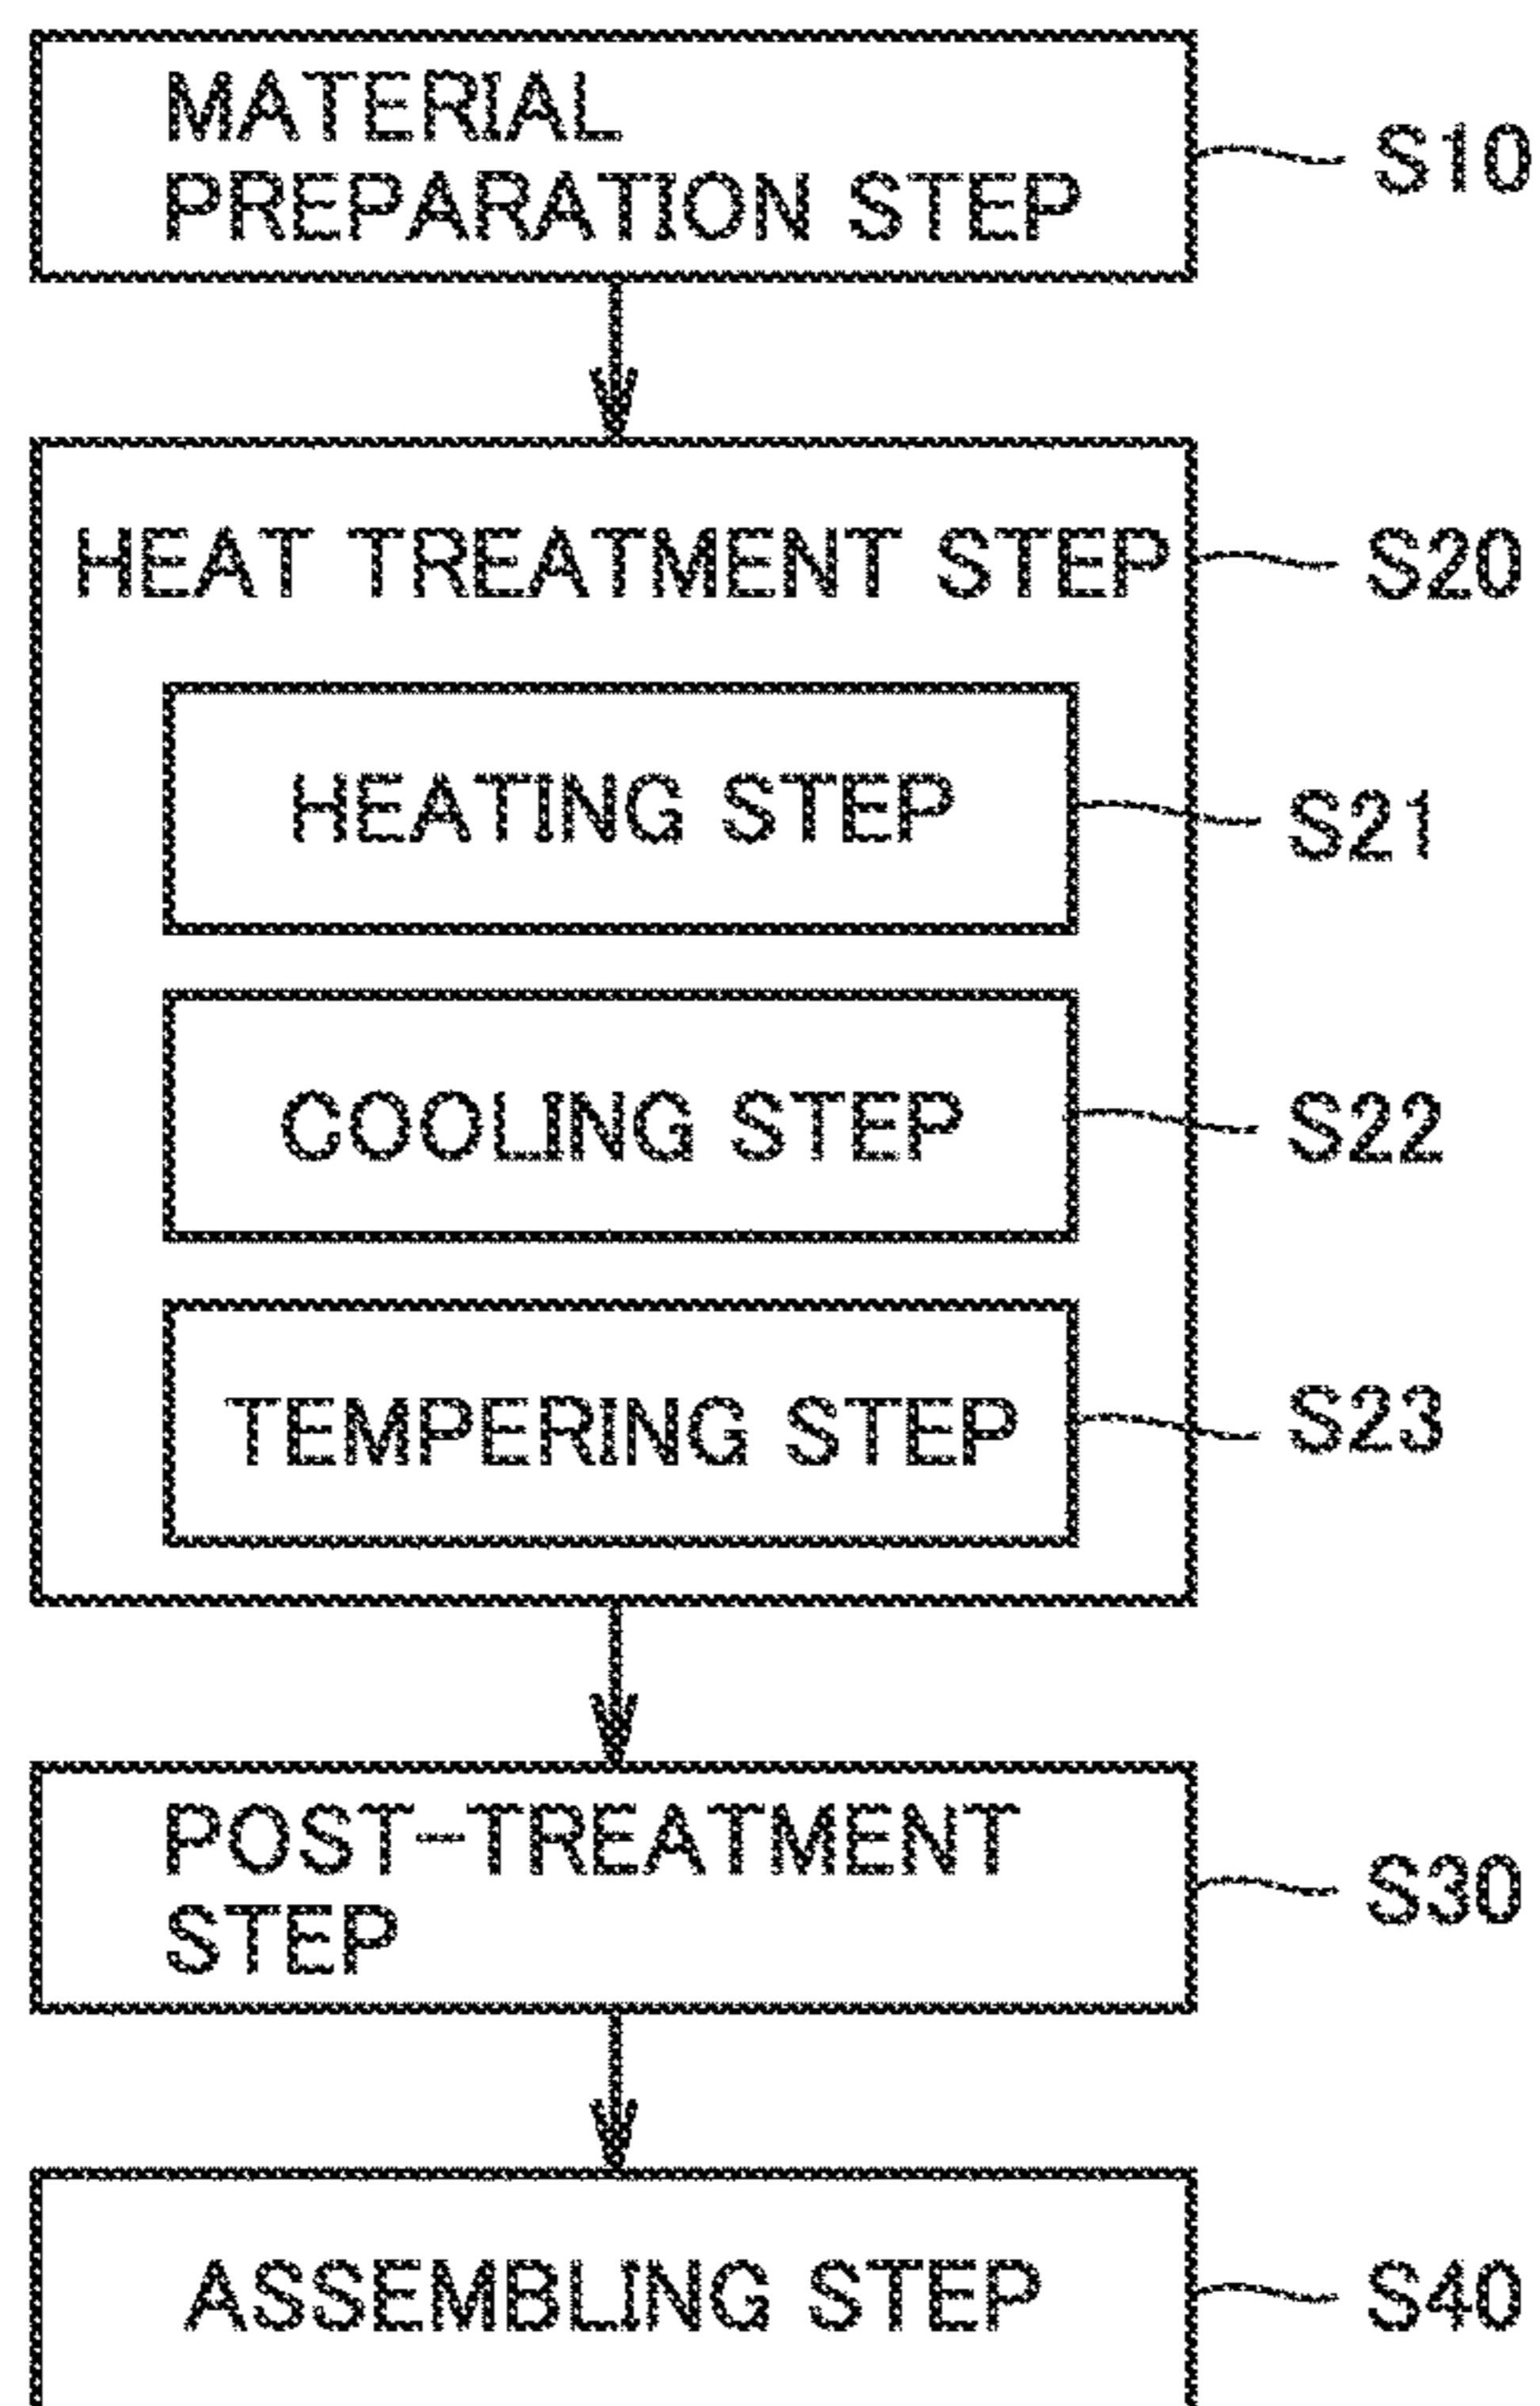 MATERIAL
PREPARATION STEP
S10
HEAT TREATMENT STEP
S20
HEATING STEP
S21
COOLING STEP
S22
TEMPERING STEP
S23
POST-TREATMENT
STEP
S30
ASSEMBLING STEP
S40